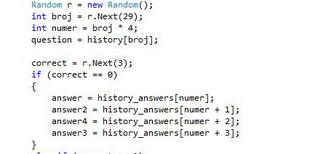 Random r = new Random();
int broj = r.Next(29);
int numer = broj * 4;
question = history[broj];
correct = r.Next(3);
if (correct == 0)
{
answer = history_answers[numer];
answer2 = history_answers[numer + 1];
answer4 = history_answers[numer + 2];
answer3 = history_answers[numer + 3];
}